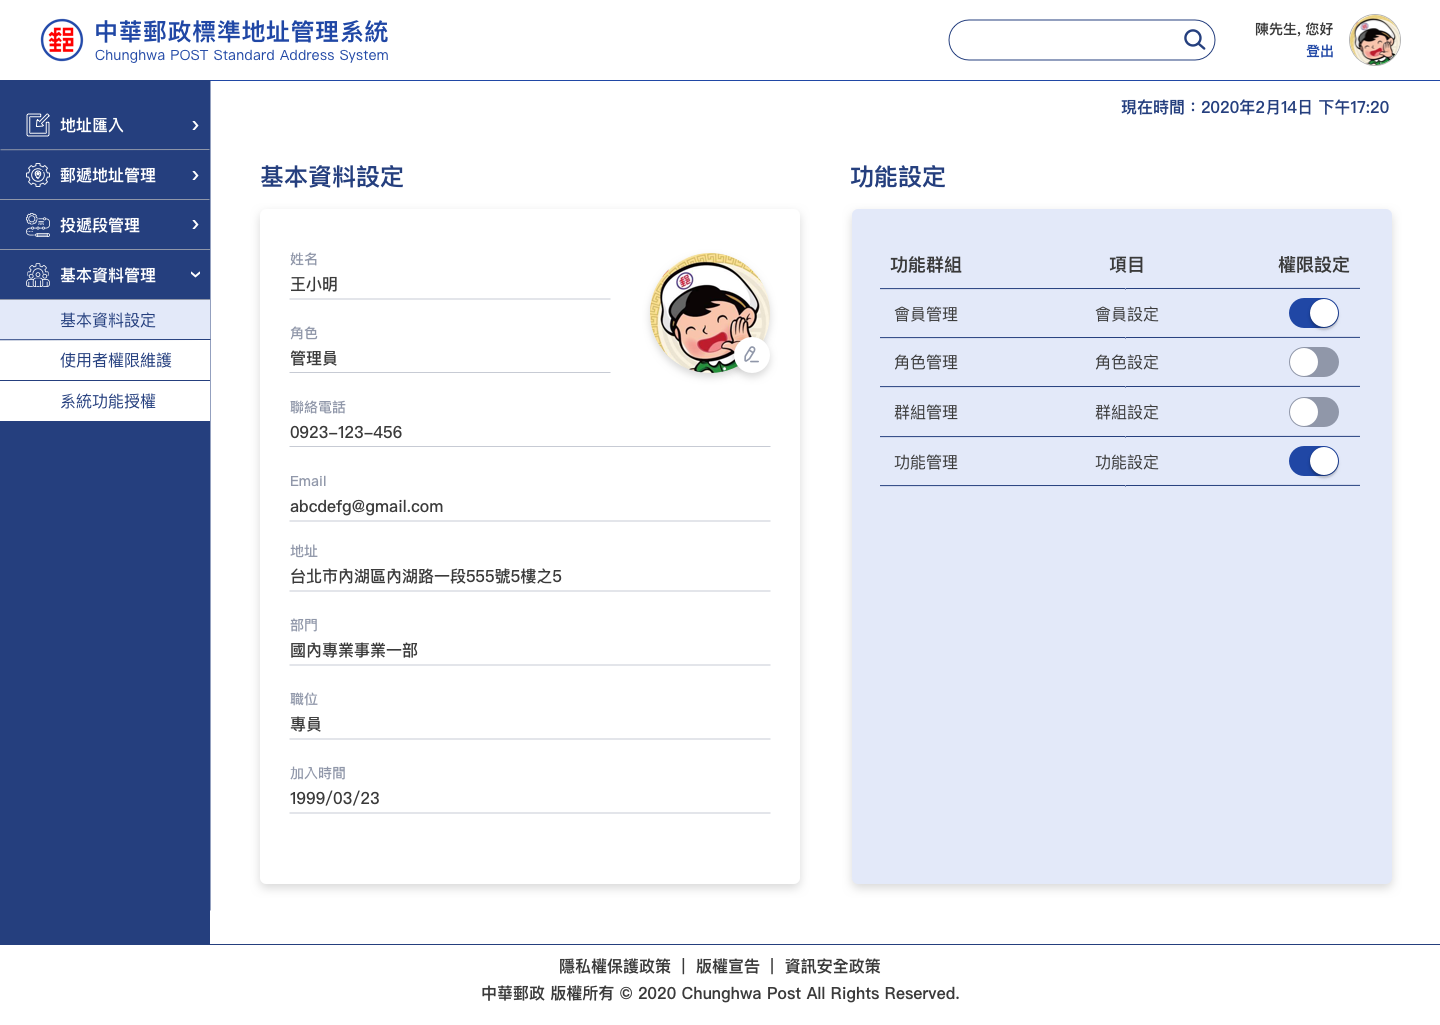 中華郵政標準地址管理系統
Chunghwa POST Standard Address System
陳先生, 您好
登出
現在時間：2020年2月14日 下午17:20
地址匯入
郵遞地址管理
投遞段管理
基本資料管理
基本資料設定
使用者權限維護
系統功能授權
基本資料設定
姓名
王小明
角色
管理員
聯絡電話
0923-123-456
Email
abcdefg@gmail.com
地址
台北市內湖區內湖路一段555號5樓之5
部門
國內專業事業一部
職位
專員
加入時間
1999/03/23
功能設定
功能群組 項目 權限設定
會員管理 會員設定
角色管理 角色設定
群組管理 群組設定
功能管理 功能設定
隱私權保護政策 | 版權宣告 | 資訊安全政策
中華郵政 版權所有 © 2020 Chunghwa Post All Rights Reserved.